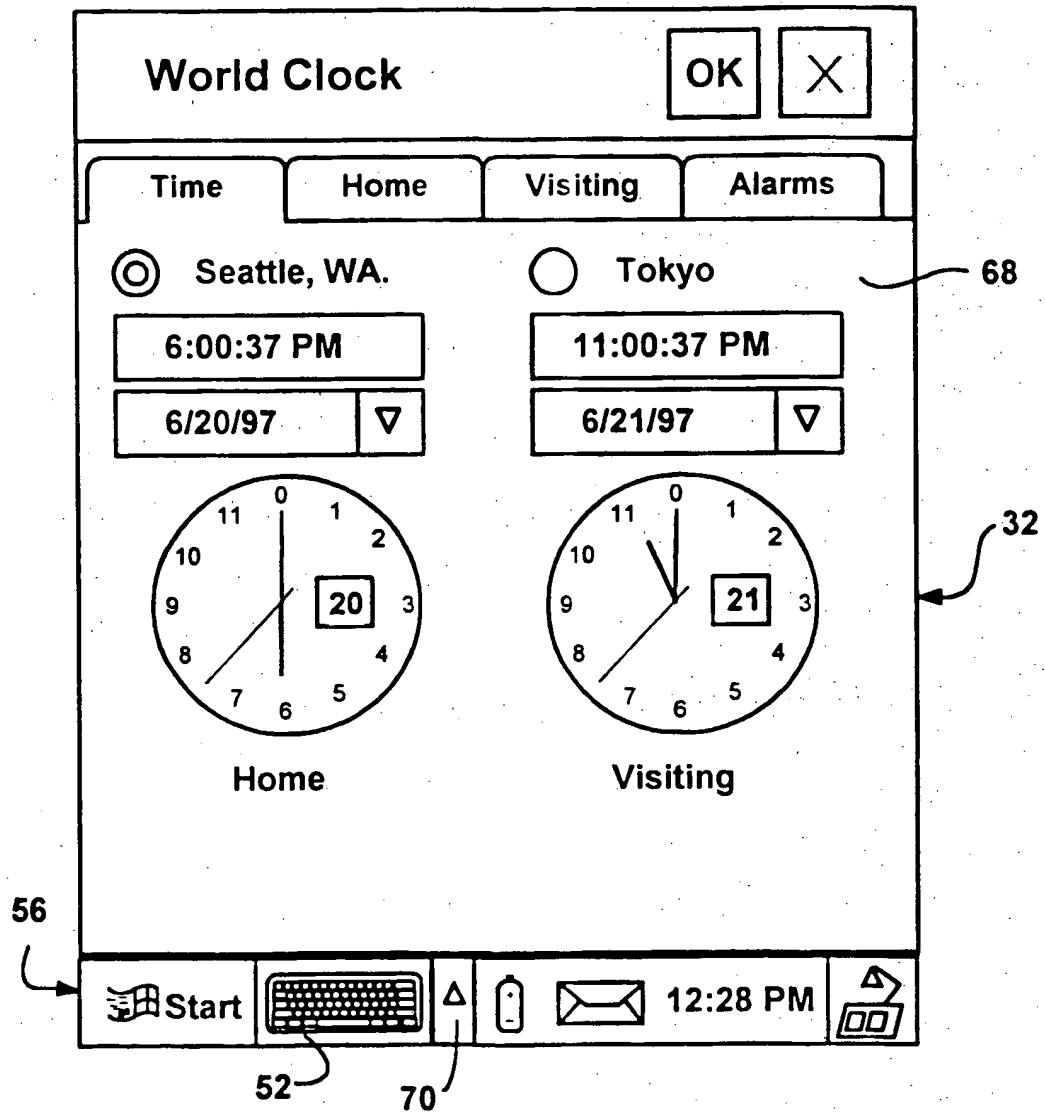 World Clock OK X
Time Home Visiting Alarms
Seattle, WA. Tokyo 68
6:00:37 PM 11:00:37 PM
6/20/97 6/21/97
0 1 2 3 4 5 6 7 8 9 10 11
20
0 1 2 3 4 5 6 7 8 9 10 11
21
32
Home Visiting
56
Start 12:28 PM
52 70